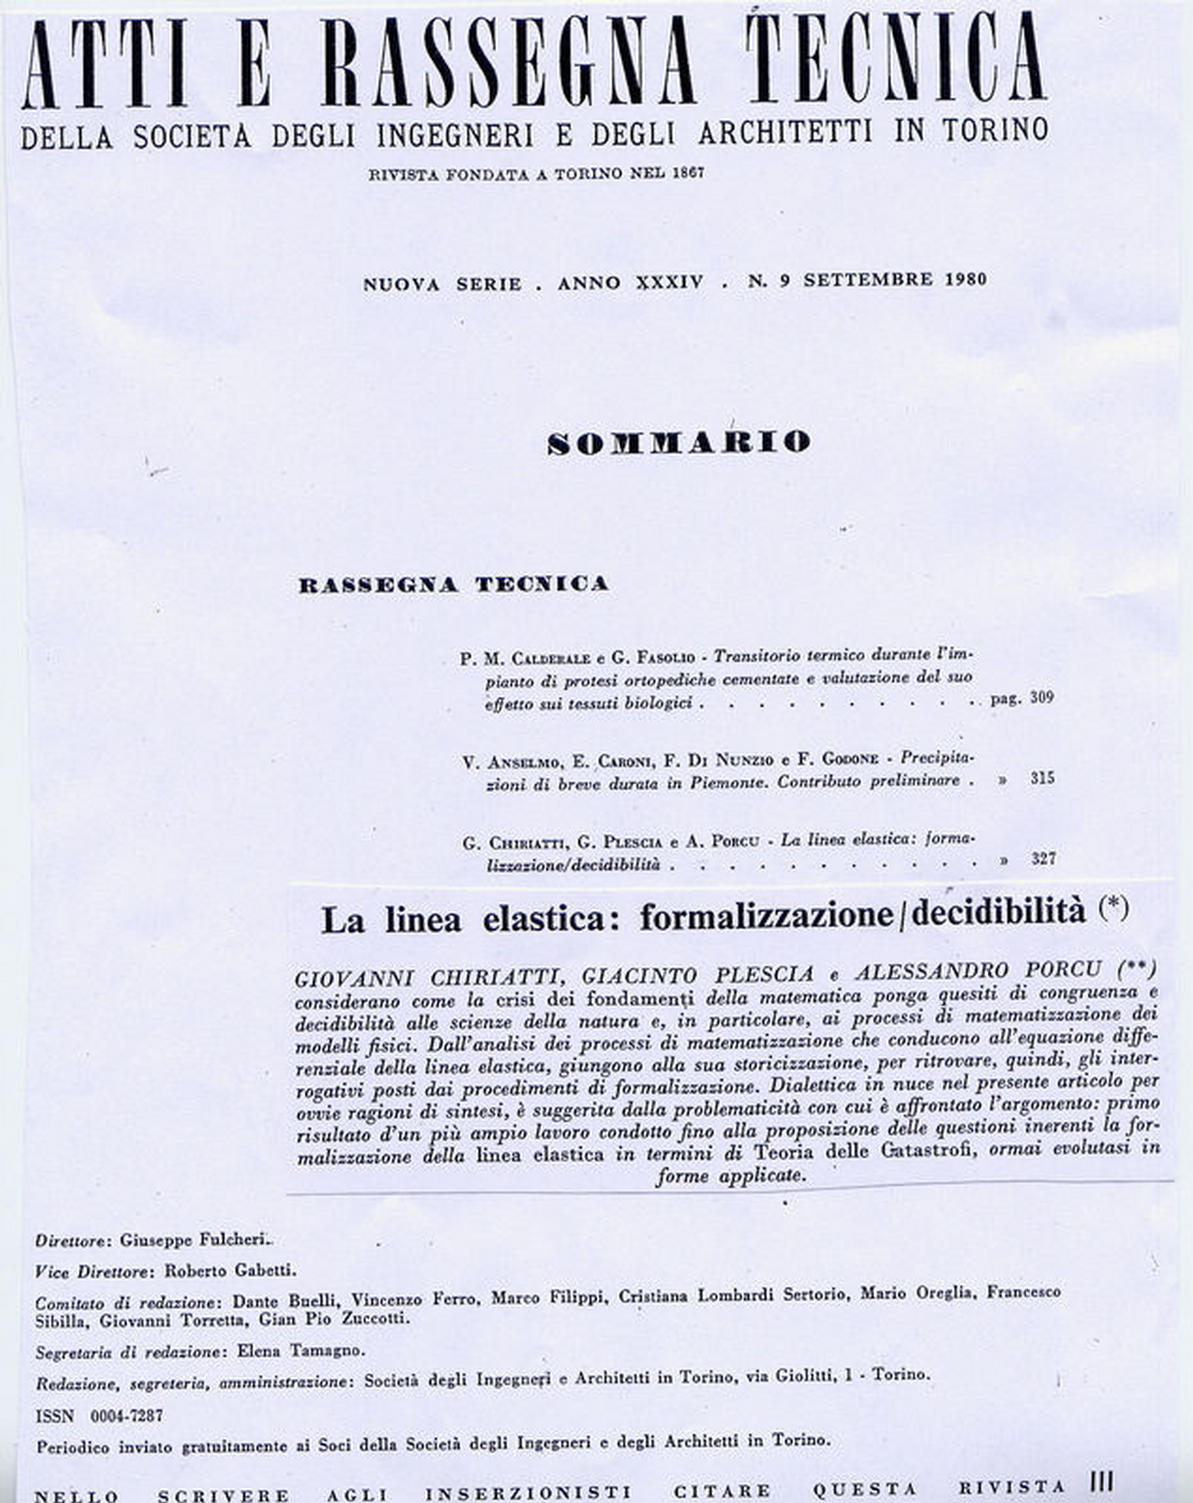 ATTI E RASSEGNA TECNICA
DELLA SOCIETÀ DEGLI INGEGNERI E DEGLI ARCHITETTI IN TORINO
RIVISTA FONDATA A TORINO NEL 1867
NUOVA SERIE . ANNO XXXIV . N. 9 SETTEMBRE 1980
SOMMARIO
RASSEGNA TECNICA
P. M. CALDERALE e G. FASOLIO - Transitorio termico durante l'im-
pianto di protesi ortopediche cementate e valutazione del suo
effetto sui tessuti biologici . . . . . . . . . . . pag. 309
V. ANSELMO, E. CARONI, F. DI NUNZIO e F. GODONE - Precipita-
zioni di breve durata in Piemonte. Contributo preliminare . » 315
G. CHIRIATTI, G. PLESCIA e A. PORCU - La linea elastica: forma-
lizzazione/decidibilità . . . . . . . . . . . » 327
La linea elastica: formalizzazione/decidibilità (*)
GIOVANNI CHIRIATTI, GIACINTO PLESCIA e ALESSANDRO PORCU (**)
considerano come la crisi dei fondamenti della matematica ponga quesiti di congruenza e
decidibilità alle scienze della natura e, in particolare, ai processi di matematizzazione dei
modelli fisici. Dall'analisi dei processi di matematizzazione che conducono all'equazione diffe-
renziale della linea elastica, giungono alla sua storicizzazione, per ritrovare, quindi, gli inter-
rogativi posti dai procedimenti di formalizzazione. Dialettica in nuce nel presente articolo per
ovvie ragioni di sintesi, è suggerita dalla problematicità con cui è affrontato l'argomento: primo
risultato d'un più ampio lavoro condotto fino alla proposizione delle questioni inerenti la for-
malizzazione della linea elastica in termini di Teoria delle Catastrofi, ormai evolutasi in
forme applicate.
Direttore: Giuseppe Fulcheri.
Vice Direttore: Roberto Gabetti.
Comitato di redazione: Dante Buelli, Vincenzo Ferro, Marco Filippi, Cristiana Lombardi Sertorio, Mario Oreglia, Francesco
Sibilla, Giovanni Torretta, Gian Pio Zuccotti.
Segretaria di redazione: Elena Tamagno.
Redazione, segreteria, amministrazione: Società degli Ingegneri e Architetti in Torino, via Giolitti, 1 - Torino.
ISSN 0004-7287
Periodico inviato gratuitamente ai Soci della Società degli Ingegneri e degli Architetti in Torino.
NELLO SCRIVERE AGLI INSERZIONISTI CITARE QUESTA RIVISTA III